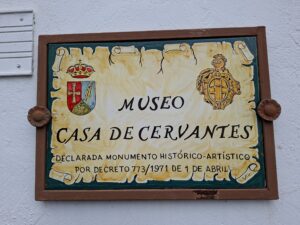 MUSEO
CASA DE CERVANTES
DECLARADA MONUMENTO HISTÓRICO-ARTÍSTICO
POR DECRETO 773/1971 DE 1 DE ABRIL